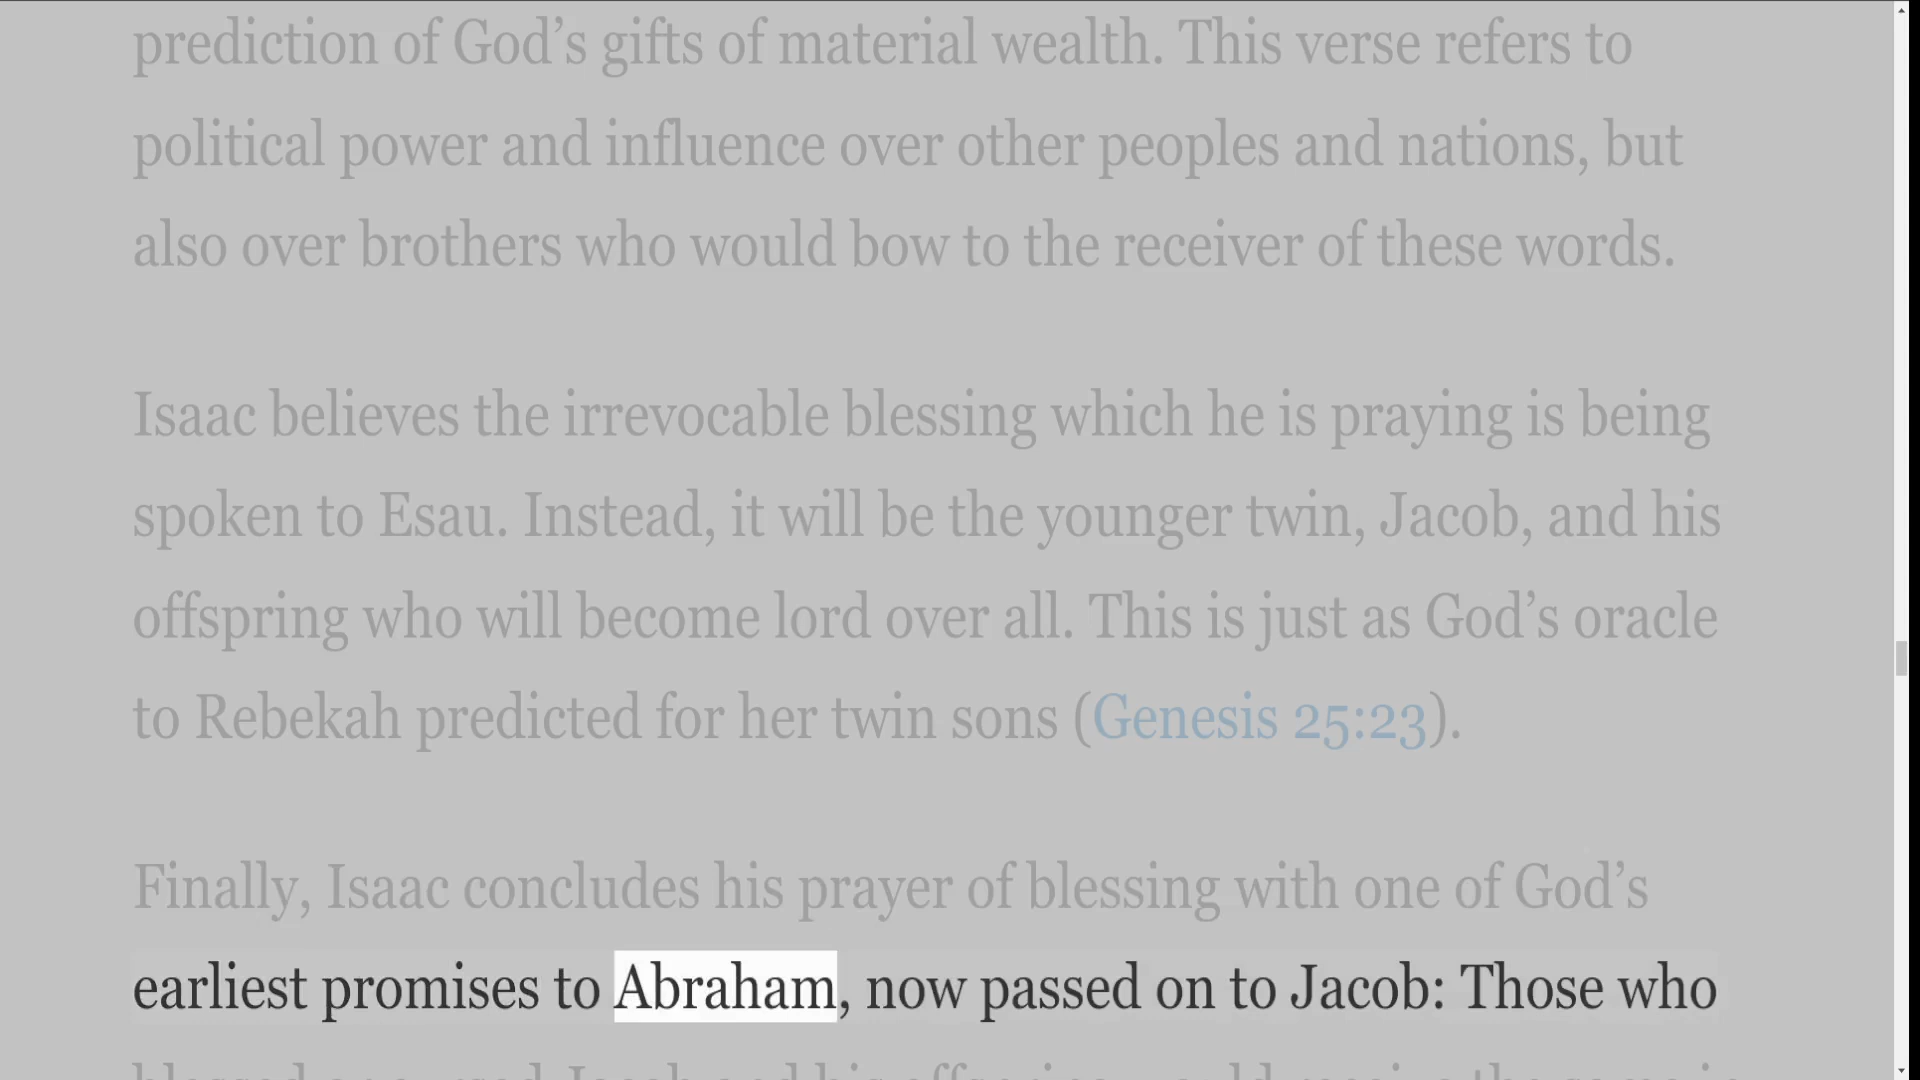 prediction of God’s gifts of material wealth. This verse refers to
political power and influence over other peoples and nations, but
also over brothers who would bow to the receiver of these words.
Isaac believes the irrevocable blessing which he is praying is being
spoken to Esau. Instead, it will be the younger twin, Jacob, and his
offspring who will become lord over all. This is just as God’s oracle
to Rebekah predicted for her twin sons (Genesis 25:23).
Finally, Isaac concludes his prayer of blessing with one of God’s
earliest promises to Abraham, now passed on to Jacob: Those who